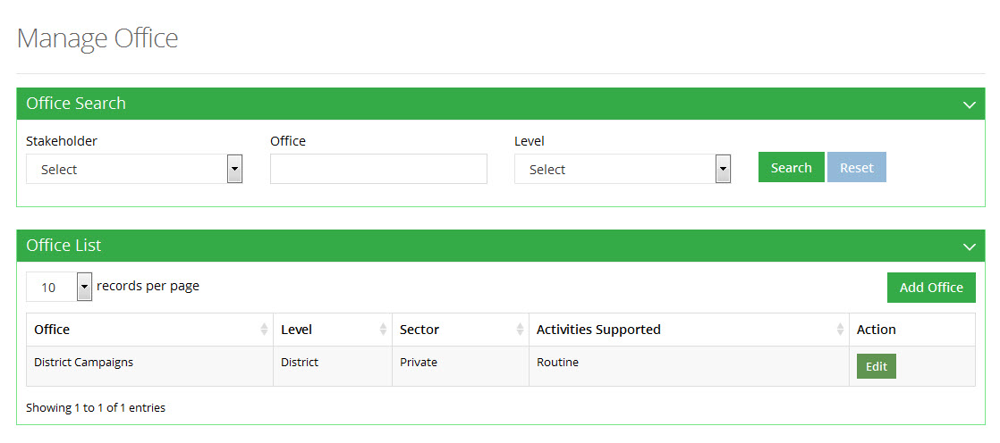 Manage Office
Office Search
Stakeholder Office Level
Select Select Search Reset
Office List
10 records per page Add Office
Office Level Sector Activities Supported Action
District Campaigns District Private Routine Edit
Showing 1 to 1 of 1 entries